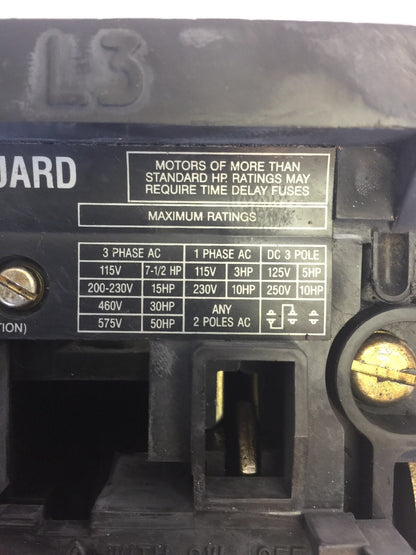 L3
UARD
MOTORS OF MORE THAN
STANDARD HP. RATINGS MAY
REQUIRE TIME DELAY FUSES
MAXIMUM RATINGS
3 PHASE AC 1 PHASE AC DC 3 POLE
115V 7-1/2 HP 115V 3HP 125V 5HP
200-230V 15HP 230V 10HP 250V 10HP
460V 30HP ANY
575V 50HP 2 POLES AC
TION)